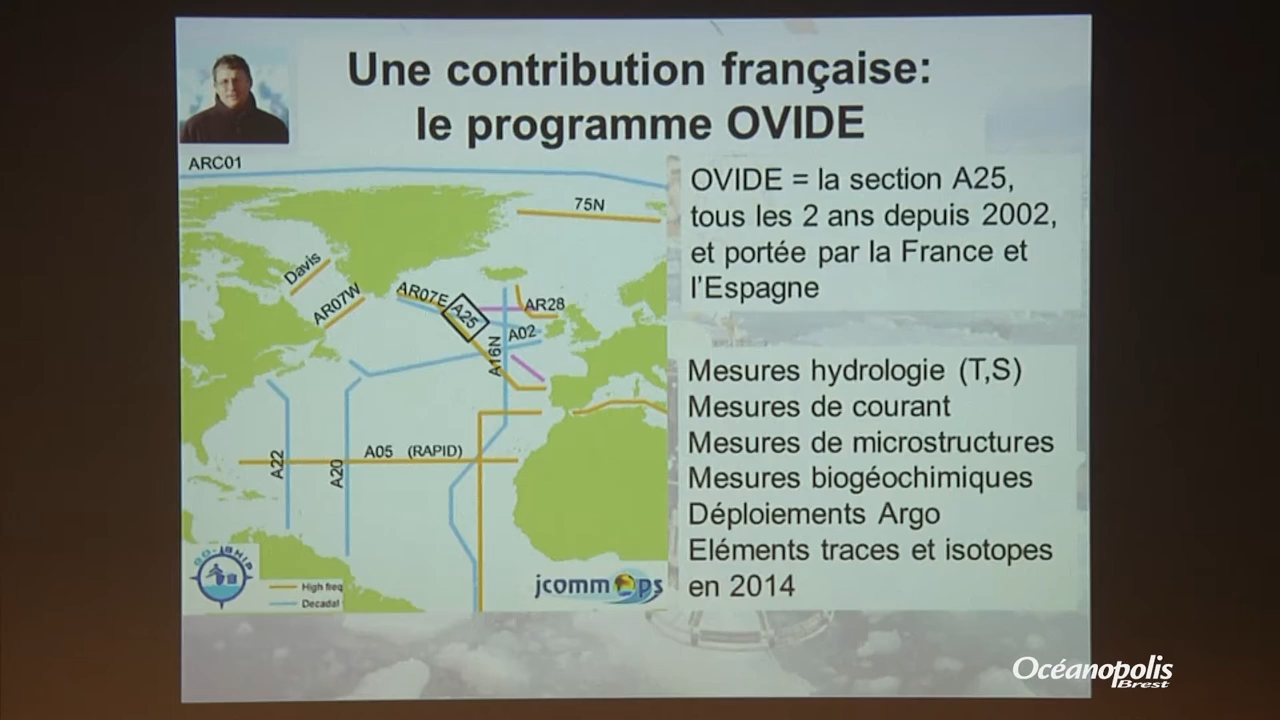 Une contribution française:
le programme OVIDE
ARC01
75N
Davis
AR07W
AR07E
A25
AR28
A02
A16N
A05 (RAPID)
A22
A20
GO-SHIP
High freq
Decadal
jcommops
OVIDE = la section A25,
tous les 2 ans depuis 2002,
et portée par la France et
l'Espagne
Mesures hydrologie (T,S)
Mesures de courant
Mesures de microstructures
Mesures biogéochimiques
Déploiements Argo
Eléments traces et isotopes
en 2014
Océanopolis
Brest